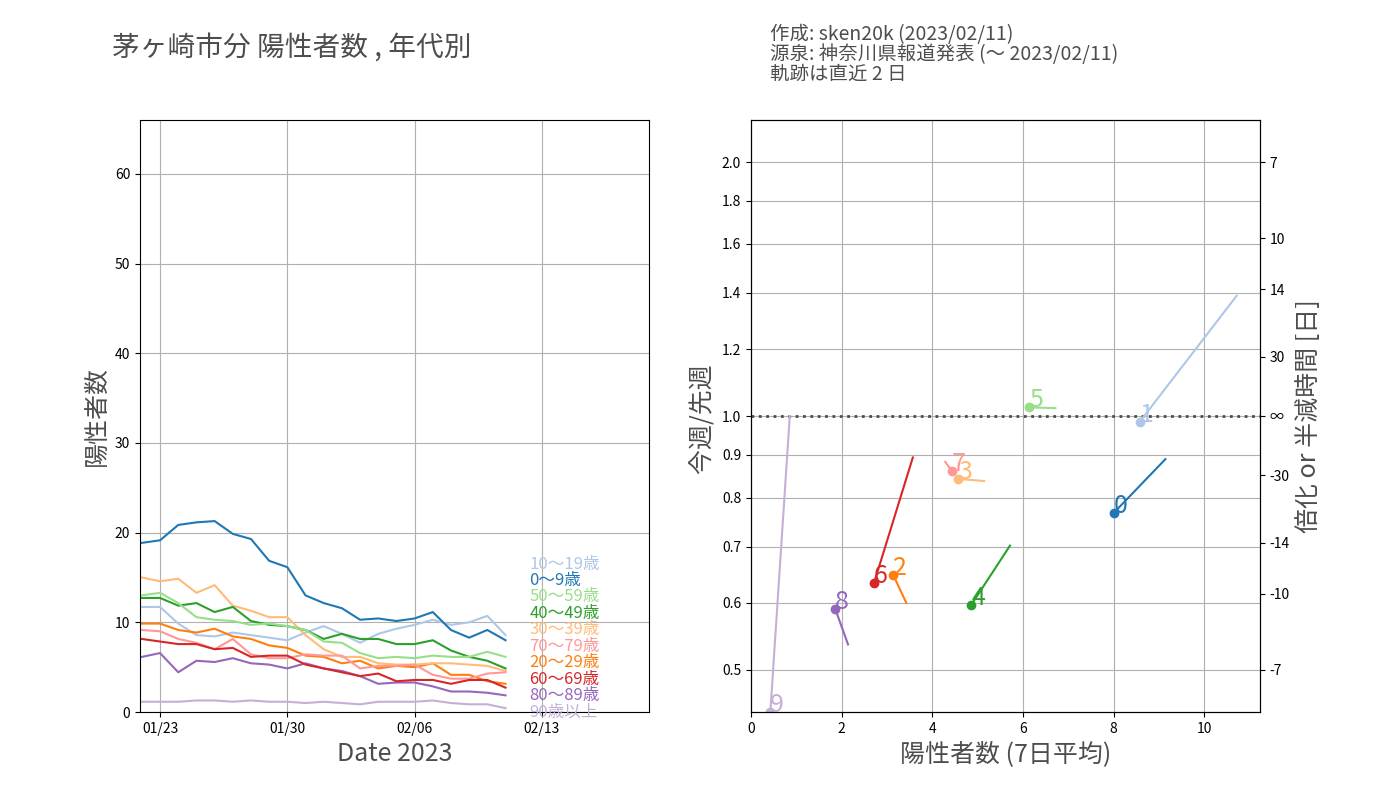 茅ヶ崎市分 陽性者数 , 年代別
作成: sken20k (2023/02/11)
源泉: 神奈川県報道発表 (〜 2023/02/11)
軌跡は直近 2 日
陽性者数
60
50
40
30
20
10
0
10〜19歳
0〜9歳
50〜59歳
40〜49歳
30〜39歳
70〜79歳
20〜29歳
60〜69歳
80〜89歳
90歳以上
01/23 01/30 02/06 02/13
Date 2023
今週/先週
2.0
1.8
1.6
1.4
1.2
1.0
0.9
0.8
0.7
0.6
0.5
5
1
7
3
0
2
6
4
8
9
7
10
14
30
∞
-30
-14
-10
-7
倍化 or 半減時間 [日]
0 2 4 6 8 10
陽性者数 (7日平均)